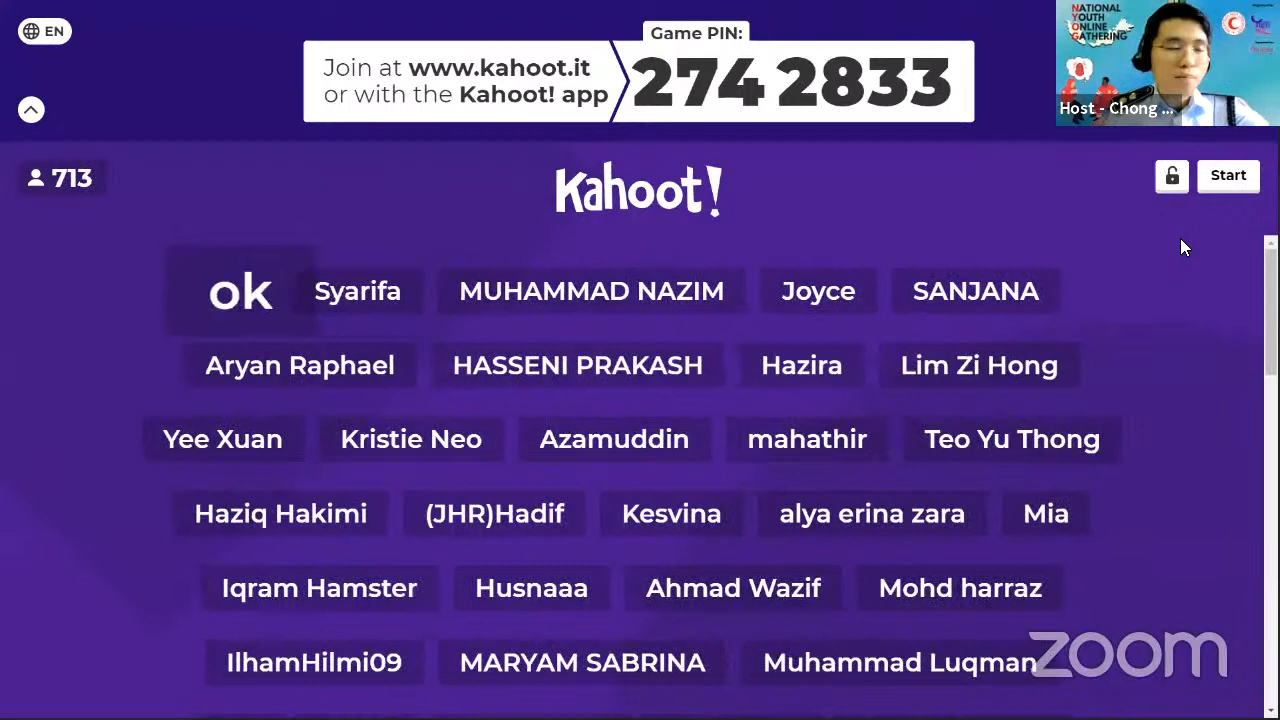 EN
Game PIN:
Join at www.kahoot.it
or with the Kahoot! app
274 2833
NATIONAL
YOUTH
ONLINE
GATHERING
Host - Chong ...
713
Kahoot!
Start
ok Syarifa MUHAMMAD NAZIM Joyce SANJANA
Aryan Raphael HASSENI PRAKASH Hazira Lim Zi Hong
Yee Xuan Kristie Neo Azamuddin mahathir Teo Yu Thong
Haziq Hakimi (JHR)Hadif Kesvina alya erina zara Mia
Iqram Hamster Husnaaa Ahmad Wazif Mohd harraz
IlhamHilmi09 MARYAM SABRINA Muhammad Luqman
zoom